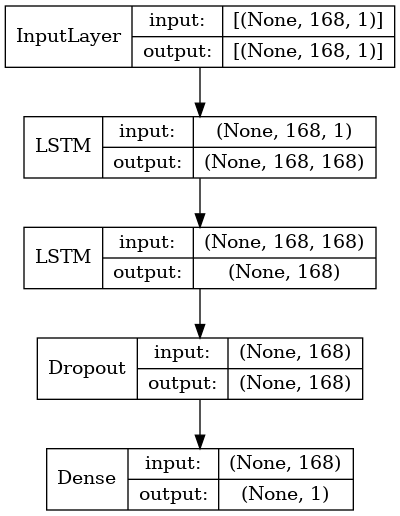 InputLayer input: [(None, 168, 1)]
output: [(None, 168, 1)]
LSTM input: (None, 168, 1)
output: (None, 168, 168)
LSTM input: (None, 168, 168)
output: (None, 168)
Dropout input: (None, 168)
output: (None, 168)
Dense input: (None, 168)
output: (None, 1)